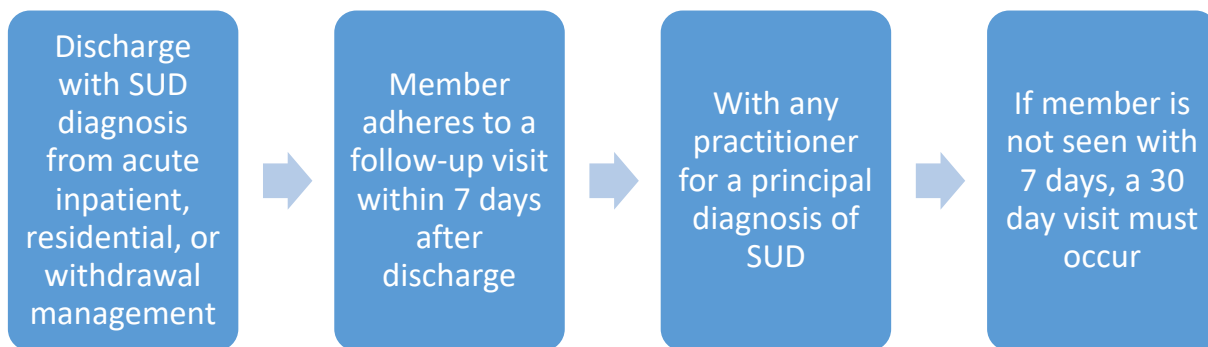 Discharge
with SUD
diagnosis
from acute
inpatient,
residential, or
withdrawal
management
Member
adheres to a
follow-up visit
within 7 days
after
discharge
With any
practitioner
for a principal
diagnosis of
SUD
If member is
not seen with
7 days, a 30
day visit must
occur